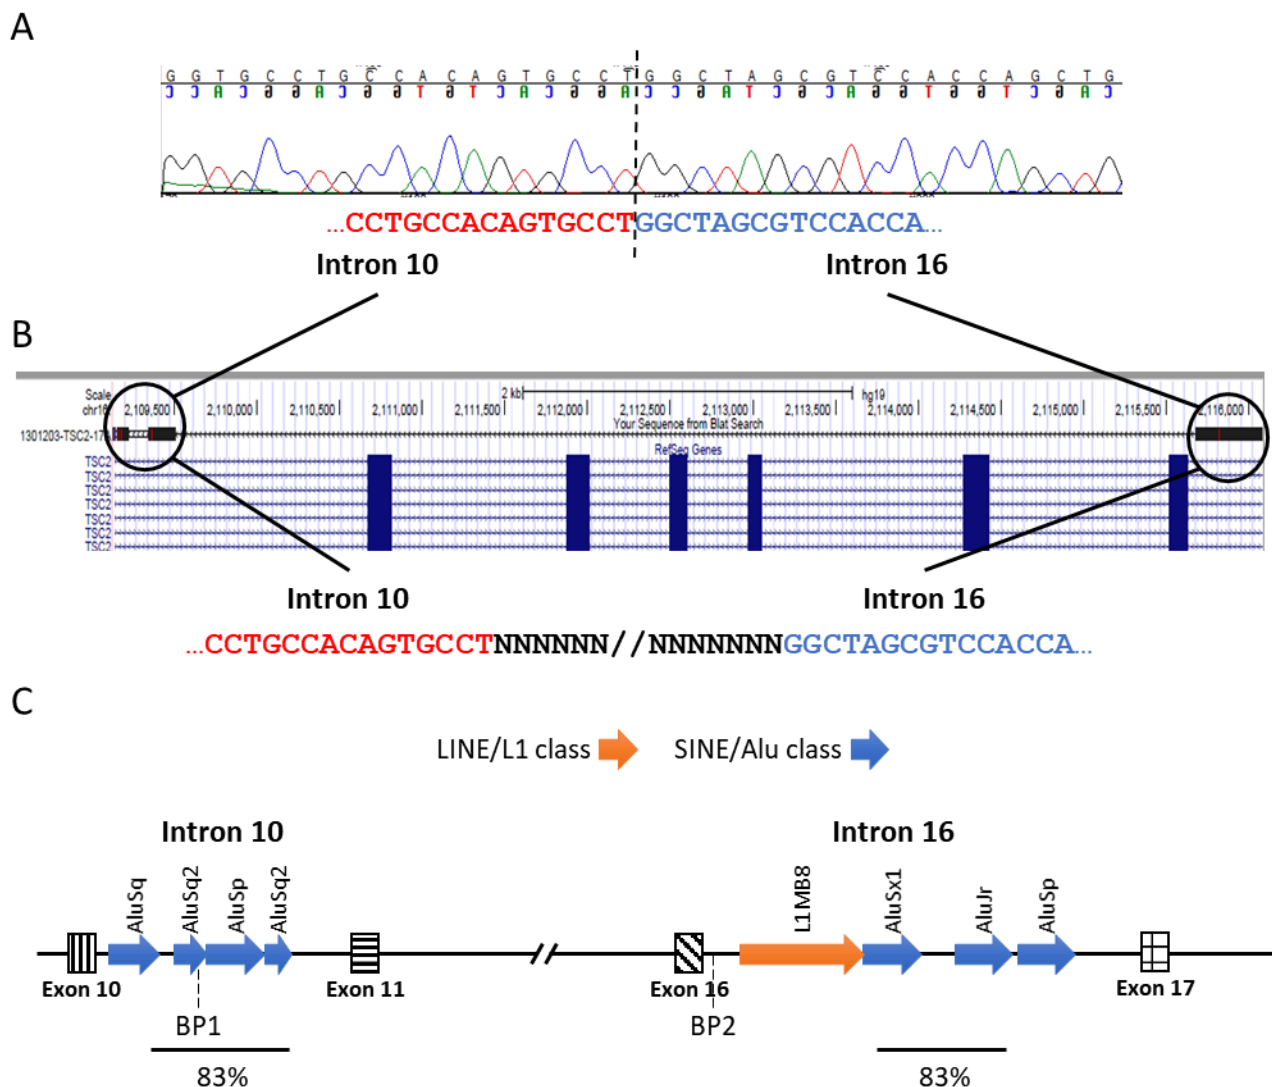 A
G G T G C C T G C C A C A G T G C C T G G C T A G C G T C C A C C A G C T G
C C A C G G A C G G T G T C A C G G A C C G A T C G C A G G T G G T C G A C
...CCTGCCACAGTGCCTGGCTAGCGTCCACCA...
Intron 10 Intron 16
B
Scale 2 kb hg19
chr16 2,109,500 2,110,000 2,110,500 2,111,000 2,111,500 2,112,000 2,112,500 2,113,000 2,113,500 2,114,000 2,114,500 2,115,000 2,115,500 2,116,000
Your Sequence from Blat Search
1301203-TSC2-17
RefSeq Genes
TSC2
TSC2
TSC2
TSC2
TSC2
TSC2
TSC2
Intron 10 Intron 16
...CCTGCCACAGTGCCTNNNNNN//NNNNNNNGGCTAGCGTCCACCA...
C
LINE/L1 class SINE/Alu class
Intron 10 Intron 16
AluSq AluSq2 AluSp AluSq2 L1MB8 AluSx1 AluJr AluSp
Exon 10 Exon 11 Exon 16 Exon 17
BP1 BP2
83% 83%